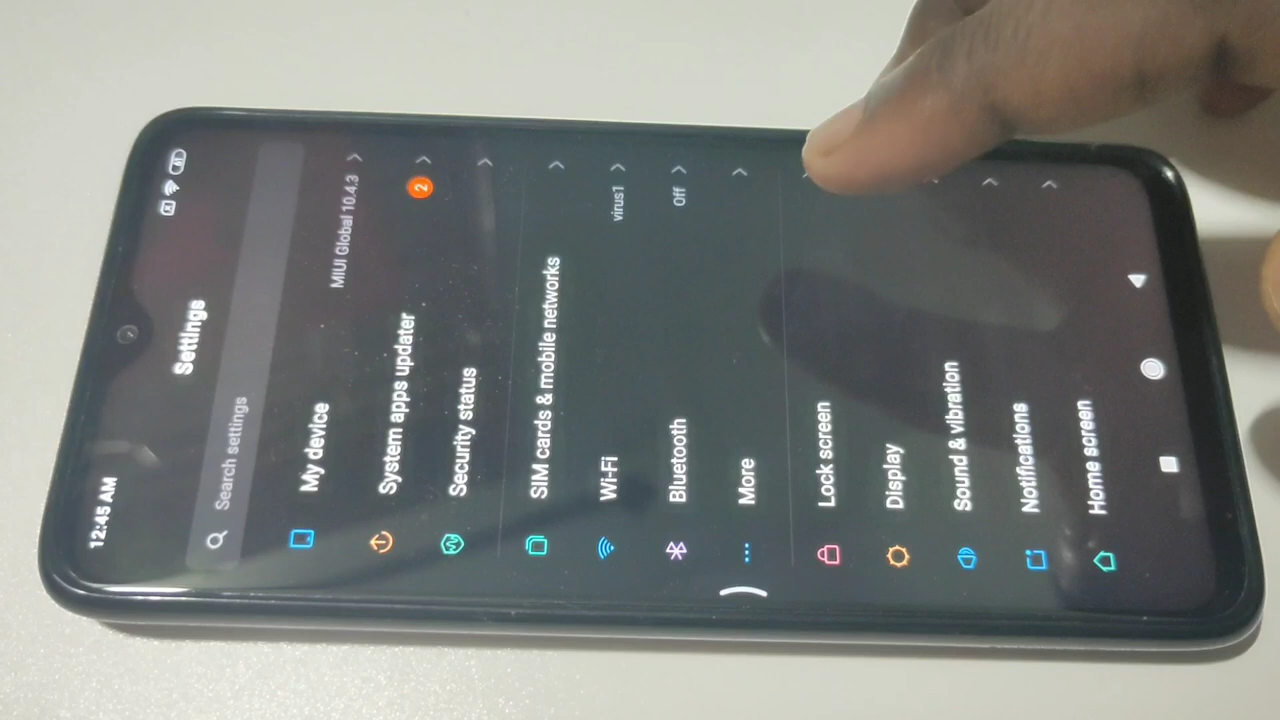 12:45 AM
61
Settings
Search settings
My device
MIUI Global 10.4.3
System apps updater
2
Security status
SIM cards & mobile networks
Wi-Fi
virus1
Bluetooth
Off
More
Lock screen
Display
Sound & vibration
Notifications
Home screen